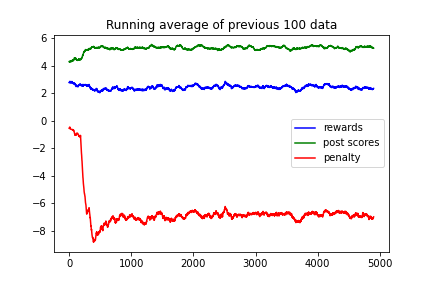 Running average of previous 100 data
6
4
2
0
−2
−4
−6
−8
rewards
post scores
penalty
0 1000 2000 3000 4000 5000